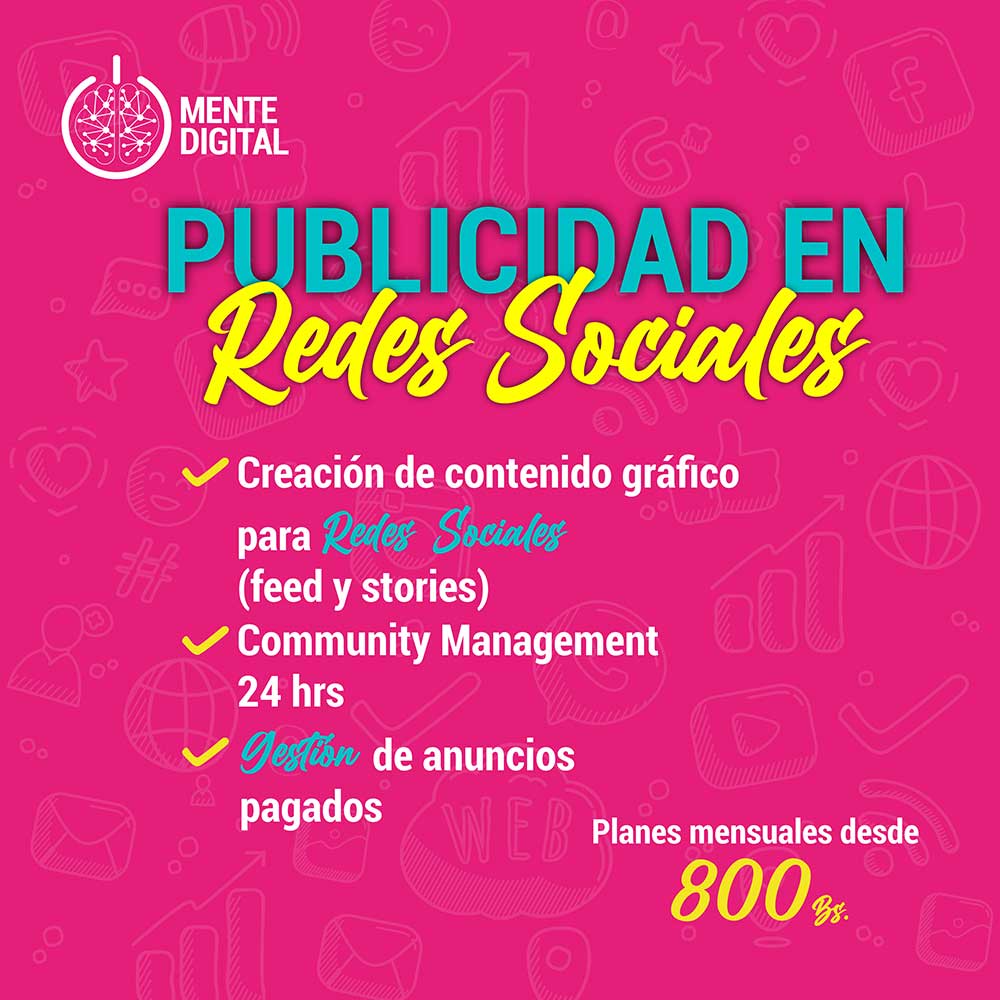 MENTE
DIGITAL
PUBLICIDAD EN
Redes Sociales
Creación de contenido gráfico
para Redes Sociales
(feed y stories)
Community Management
24 hrs
Gestión de anuncios
pagados
WEB
Planes mensuales desde
800 Bs.